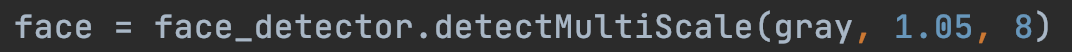 face = face_detector.detectMultiScale(gray, 1.05, 8)